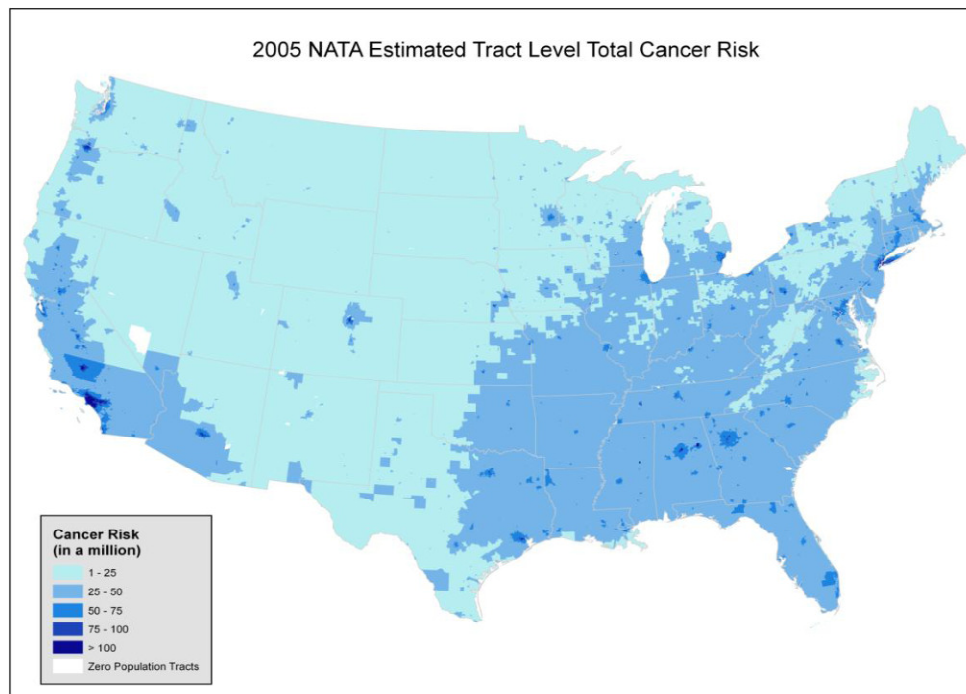 2005 NATA Estimated Tract Level Total Cancer Risk
Cancer Risk
(in a million)
1 - 25
25 - 50
50 - 75
75 - 100
> 100
Zero Population Tracts